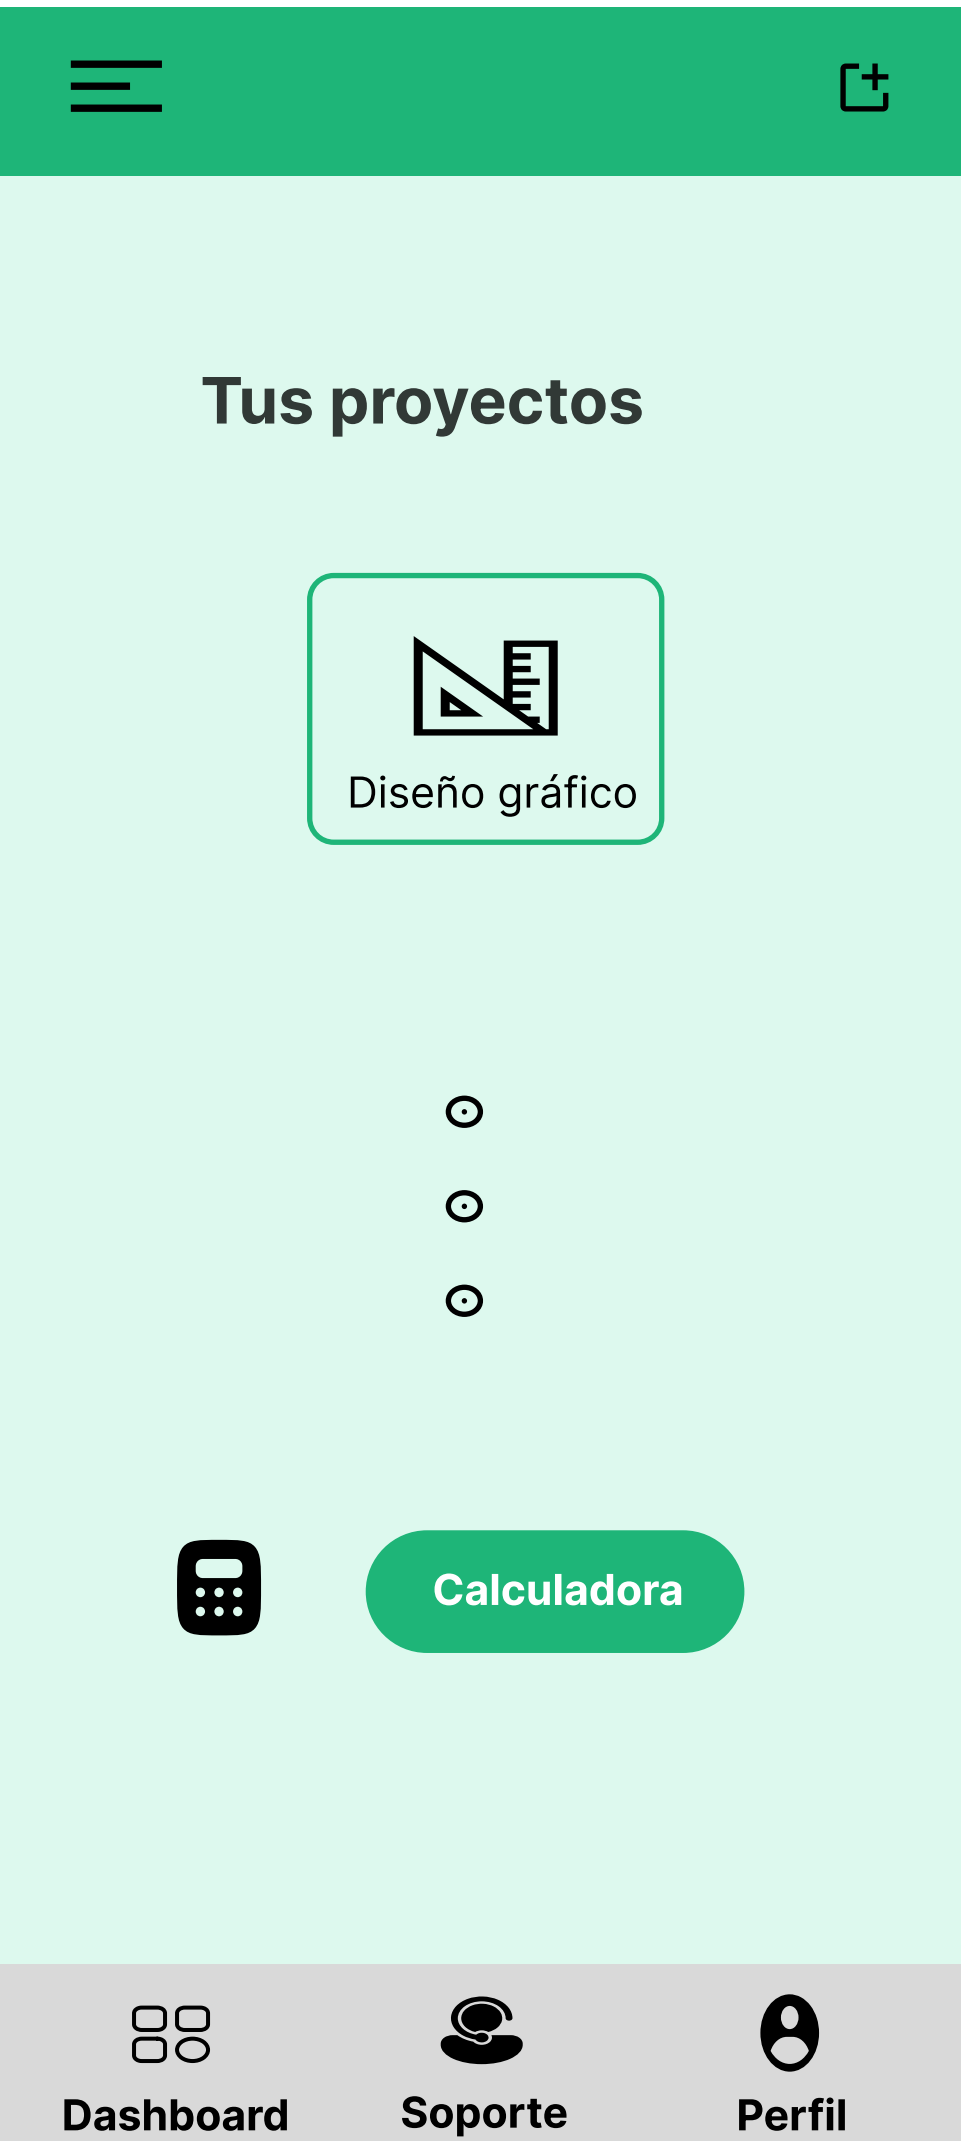 Tus proyectos
Diseño gráfico
Calculadora
Dashboard
Soporte
Perfil